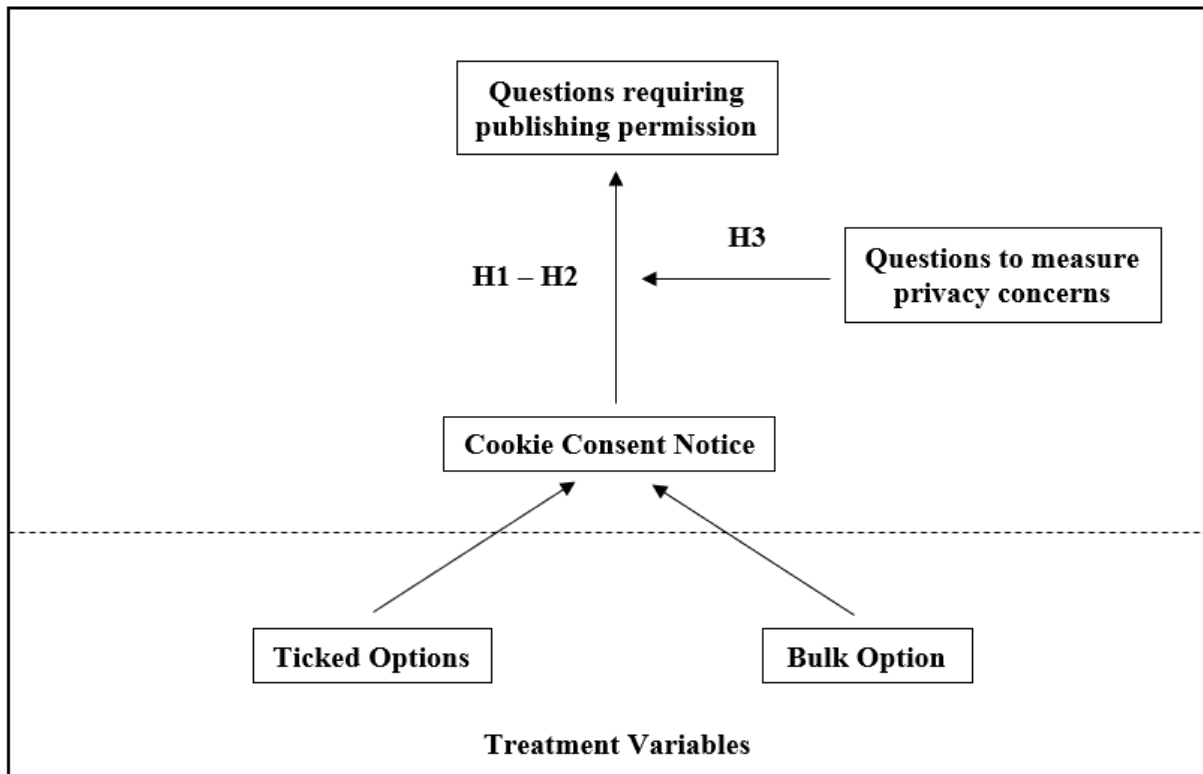 Questions requiring
publishing permission
H3
H1 – H2
Questions to measure
privacy concerns
Cookie Consent Notice
Ticked Options
Bulk Option
Treatment Variables